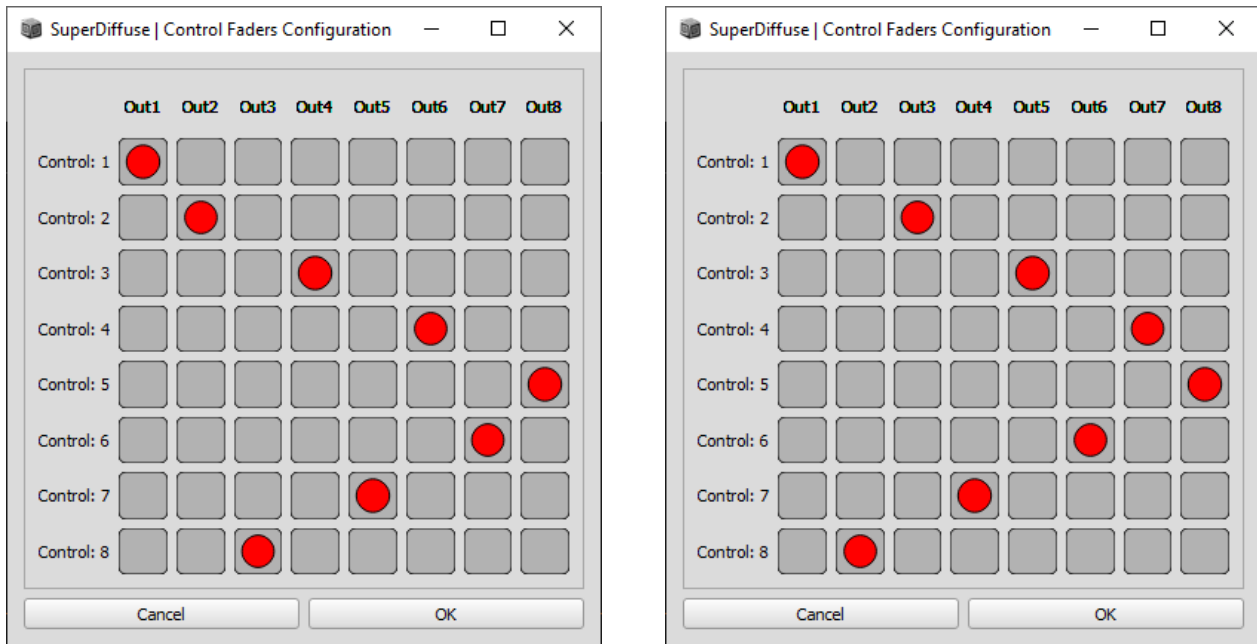 SuperDiffuse | Control Faders Configuration
Out1 Out2 Out3 Out4 Out5 Out6 Out7 Out8
Control: 1
Control: 2
Control: 3
Control: 4
Control: 5
Control: 6
Control: 7
Control: 8
Cancel OK
SuperDiffuse | Control Faders Configuration
Out1 Out2 Out3 Out4 Out5 Out6 Out7 Out8
Control: 1
Control: 2
Control: 3
Control: 4
Control: 5
Control: 6
Control: 7
Control: 8
Cancel OK